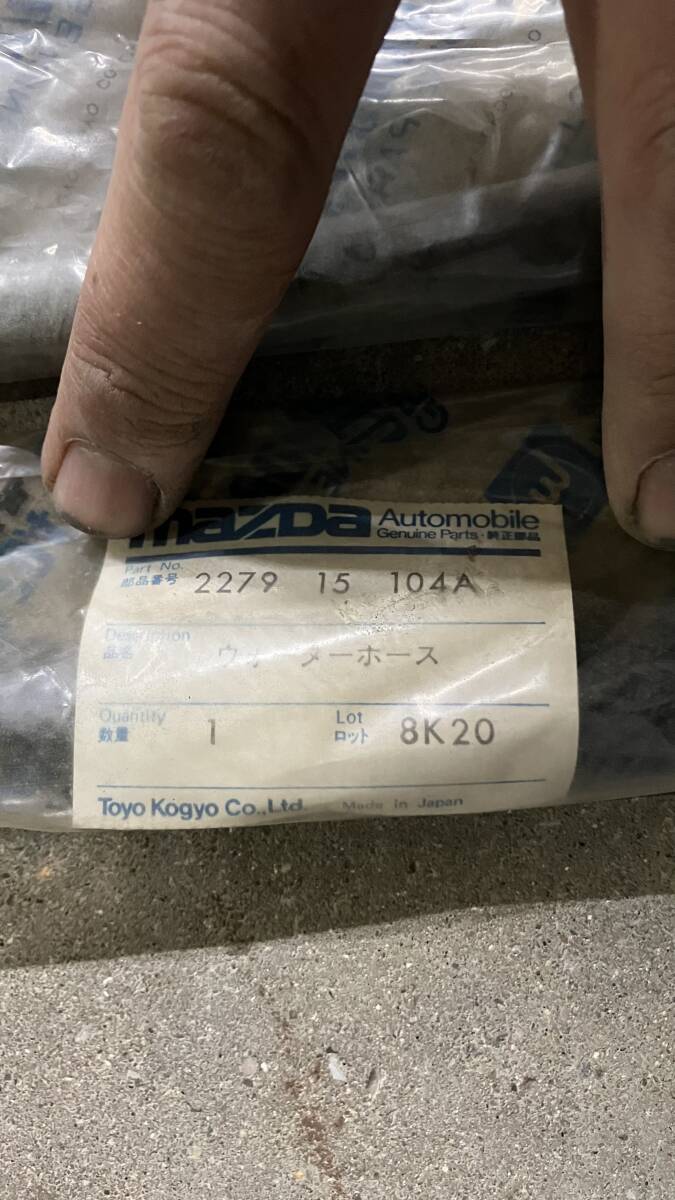 mazda Automobile
Genuine Parts・純正部品
Part No.
部品番号 2279 15 104A
Description
品名 ウォーターホース
Quantity
数量 1
Lot
ロット 8K20
Toyo Kogyo Co.,Ltd. Made in Japan